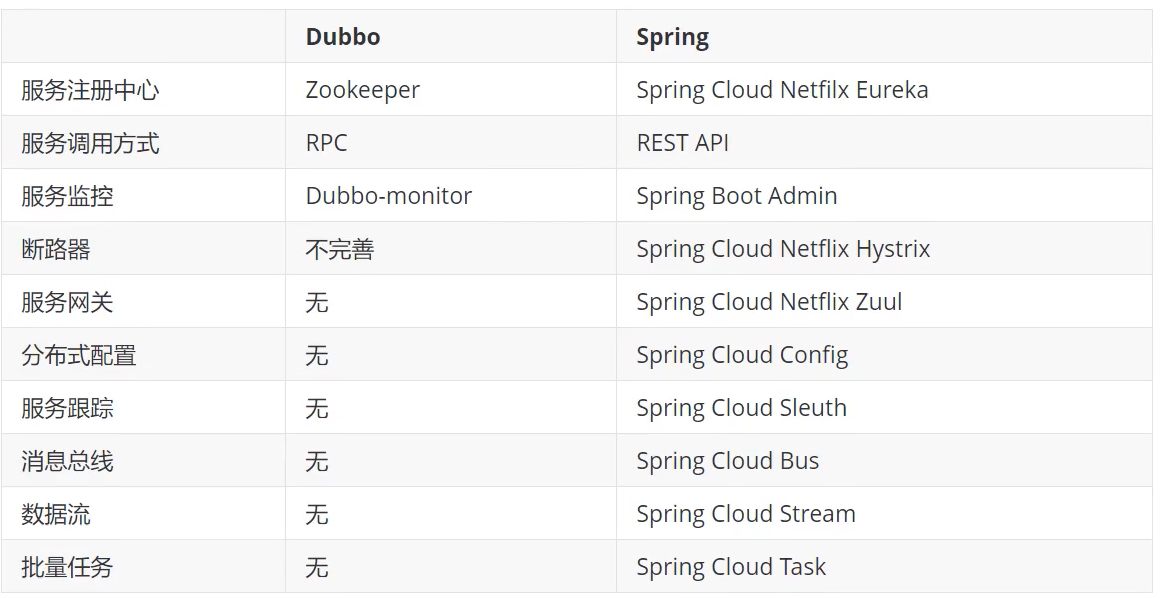 Dubbo Spring
服务注册中心 Zookeeper Spring Cloud Netfilx Eureka
服务调用方式 RPC REST API
服务监控 Dubbo-monitor Spring Boot Admin
断路器 不完善 Spring Cloud Netflix Hystrix
服务网关 无 Spring Cloud Netflix Zuul
分布式配置 无 Spring Cloud Config
服务跟踪 无 Spring Cloud Sleuth
消息总线 无 Spring Cloud Bus
数据流 无 Spring Cloud Stream
批量任务 无 Spring Cloud Task